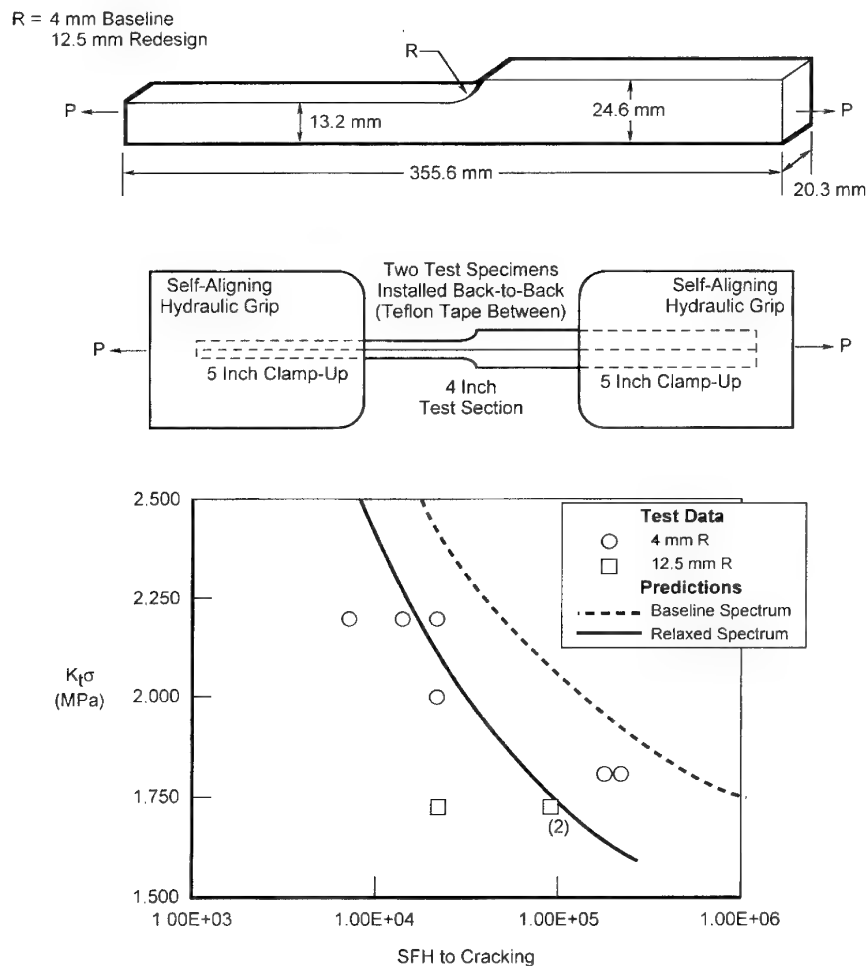 R = 4 mm Baseline
12.5 mm Redesign
R
P
13.2 mm
24.6 mm
P
355.6 mm
20.3 mm
Self-Aligning
Hydraulic Grip
Two Test Specimens
Installed Back-to-Back
(Teflon Tape Between)
Self-Aligning
Hydraulic Grip
P
P
5 Inch Clamp-Up
4 Inch
Test Section
5 Inch Clamp-Up
2.500
2.250
2.000
1.750
1.500
Ktσ
(MPa)
Test Data
4 mm R
12.5 mm R
Predictions
Baseline Spectrum
Relaxed Spectrum
(2)
1 00E+03
1.00E+04
1.00E+05
1.00E+06
SFH to Cracking